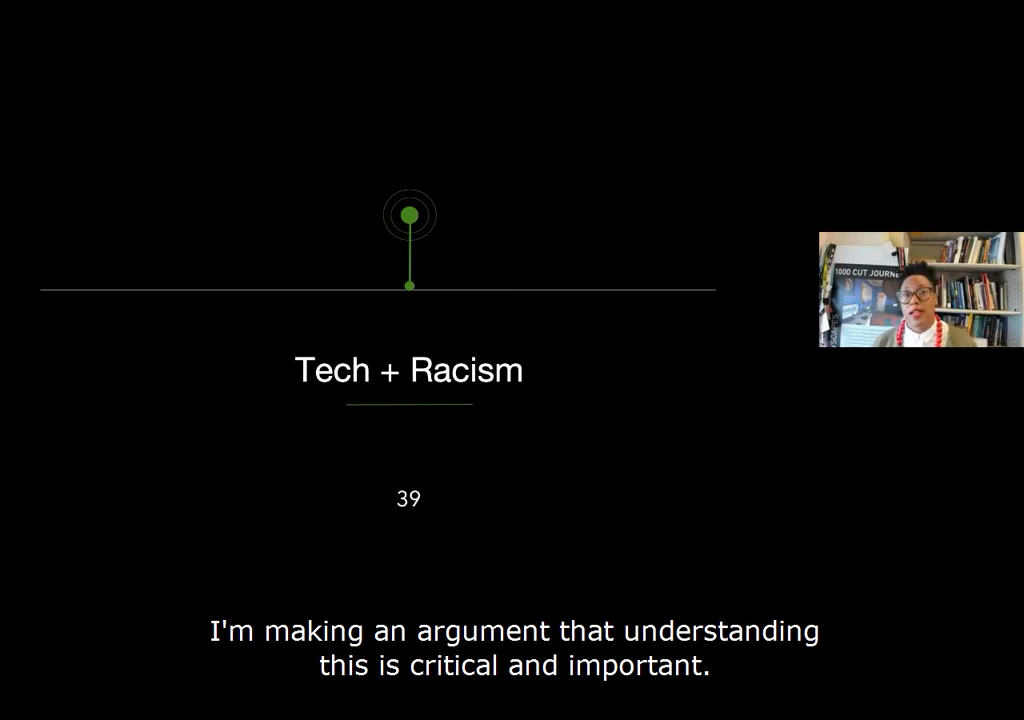 1000 CUT JOURNE
Tech + Racism
39
I'm making an argument that understanding
this is critical and important.